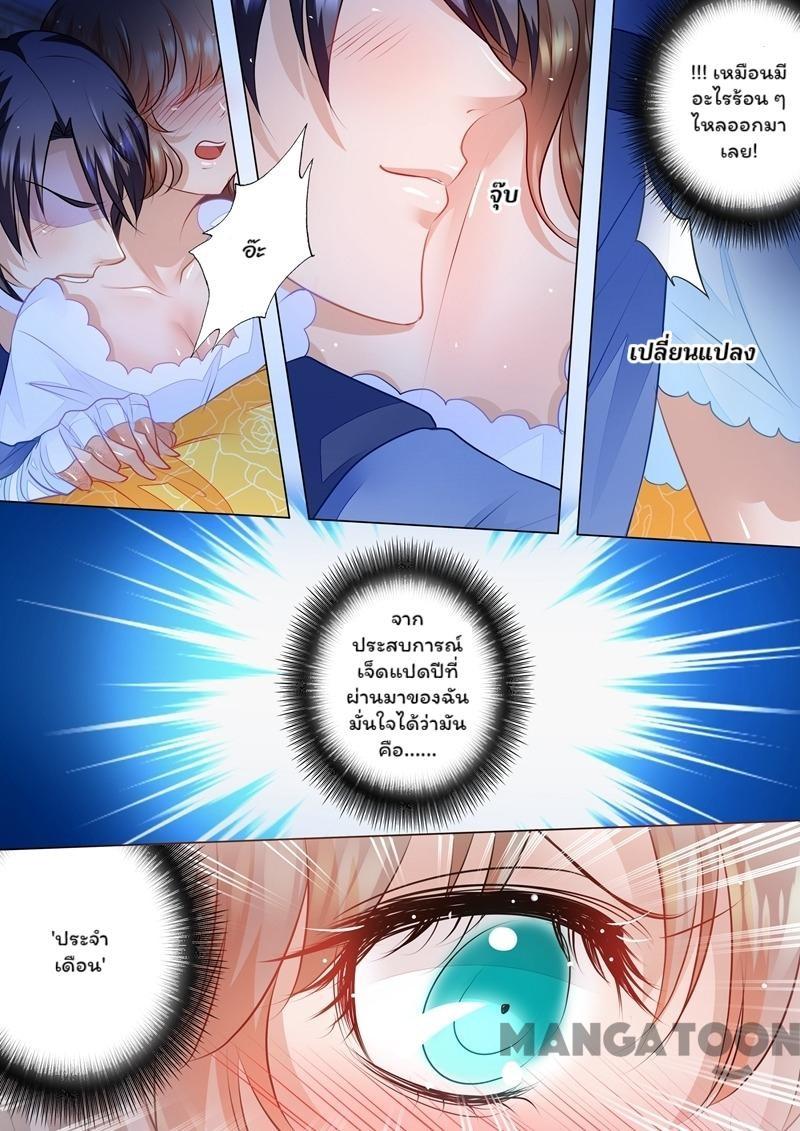 อ๊ะ
จุ๊บ
!!! เหมือนมี
อะไรร้อน ๆ
ไหลออกมา
เลย!
เปลี่ยนแปลง
จาก
ประสบการณ์
เจ็ดแปดปีที่
ผ่านมาของฉัน
มั่นใจได้ว่ามัน
คือ......
'ประจำ
เดือน'
MANGATOON